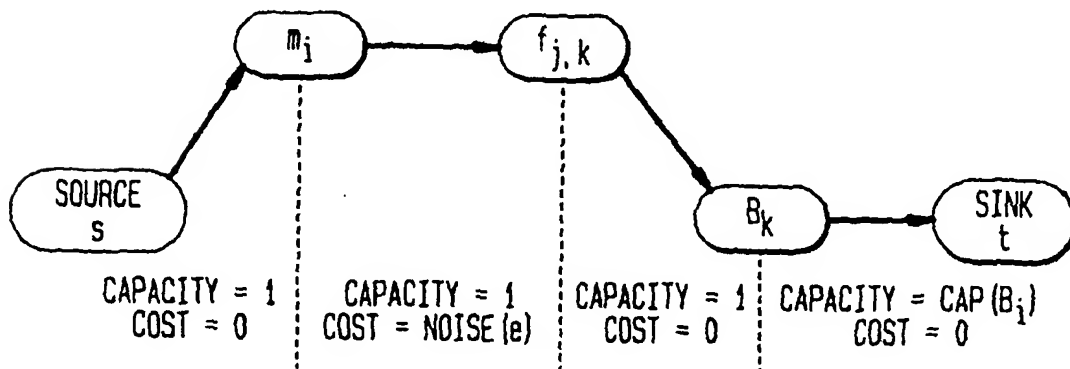 m_i
f_{j,k}
SOURCE
s
B_k
SINK
t
CAPACITY = 1
COST = 0
CAPACITY = 1
COST = NOISE(e)
CAPACITY = 1
COST = 0
CAPACITY = CAP(B_i)
COST = 0